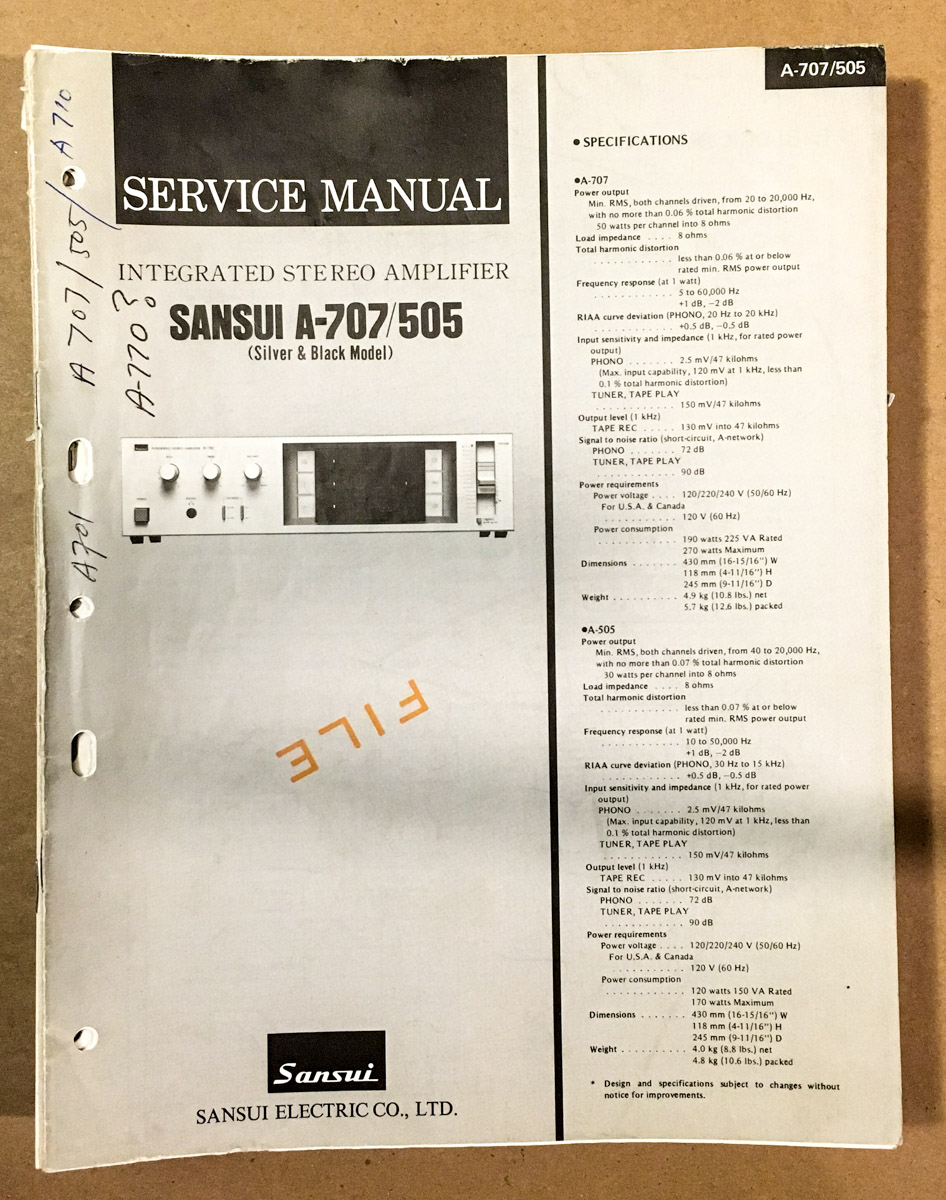 A 707/505/ A 710
A-770?
A701
SERVICE MANUAL
INTEGRATED STEREO AMPLIFIER
SANSUI A-707/505
(Silver & Black Model)
FILE
Sansui
SANSUI ELECTRIC CO., LTD.
A-707/505
● SPECIFICATIONS
●A-707
Power output
Min. RMS, both channels driven, from 20 to 20,000 Hz,
with no more than 0.06 % total harmonic distortion
50 watts per channel into 8 ohms
Load impedance . . . . 8 ohms
Total harmonic distortion
. . . . . . . . . . . . less than 0.06 % at or below
rated min. RMS power output
Frequency response (at 1 watt)
. . . . . . . . . . . . 5 to 60,000 Hz
+1 dB, −2 dB
RIAA curve deviation (PHONO, 20 Hz to 20 kHz)
. . . . . . . . . . . . +0.5 dB, −0.5 dB
Input sensitivity and impedance (1 kHz, for rated power
output)
PHONO . . . . . . . 2.5 mV/47 kilohms
(Max. input capability, 120 mV at 1 kHz, less than
0.1 % total harmonic distortion)
TUNER, TAPE PLAY
. . . . . . . . . . . . 150 mV/47 kilohms
Output level (1 kHz)
TAPE REC . . . . . 130 mV into 47 kilohms
Signal to noise ratio (short-circuit, A-network)
PHONO . . . . . . . 72 dB
TUNER, TAPE PLAY
. . . . . . . . . . . . 90 dB
Power requirements
Power voltage . . . . 120/220/240 V (50/60 Hz)
For U.S.A. & Canada
. . . . . . . . . . . 120 V (60 Hz)
Power consumption
. . . . . . . . . . . . 190 watts 225 VA Rated
270 watts Maximum
Dimensions . . . . . . . 430 mm (16-15/16") W
118 mm (4-11/16") H
245 mm (9-11/16") D
Weight . . . . . . . . . . 4.9 kg (10.8 lbs.) net
5.7 kg (12.6 lbs.) packed
●A-505
Power output
Min. RMS, both channels driven, from 40 to 20,000 Hz,
with no more than 0.07 % total harmonic distortion
30 watts per channel into 8 ohms
Load impedance . . . . 8 ohms
Total harmonic distortion
. . . . . . . . . . . . less than 0.07 % at or below
rated min. RMS power output
Frequency response (at 1 watt)
. . . . . . . . . . . . 10 to 50,000 Hz
+1 dB, −2 dB
RIAA curve deviation (PHONO, 30 Hz to 15 kHz)
. . . . . . . . . . . . +0.5 dB, −0.5 dB
Input sensitivity and impedance (1 kHz, for rated power
output)
PHONO . . . . . . . 2.5 mV/47 kilohms
(Max. input capability, 120 mV at 1 kHz, less than
0.1 % total harmonic distortion)
TUNER, TAPE PLAY
. . . . . . . . . . . . 150 mV/47 kilohms
Output level (1 kHz)
TAPE REC . . . . . 130 mV into 47 kilohms
Signal to noise ratio (short-circuit, A-network)
PHONO . . . . . . . 72 dB
TUNER, TAPE PLAY
. . . . . . . . . . . . 90 dB
Power requirements
Power voltage . . . . 120/220/240 V (50/60 Hz)
For U.S.A. & Canada
. . . . . . . . . . . 120 V (60 Hz)
Power consumption
. . . . . . . . . . . . 120 watts 150 VA Rated
170 watts Maximum
Dimensions . . . . . . . 430 mm (16-15/16") W
118 mm (4-11/16") H
245 mm (9-11/16") D
Weight . . . . . . . . . . 4.0 kg (8.8 lbs.) net
4.8 kg (10.6 lbs.) packed
* Design and specifications subject to changes without
notice for improvements.